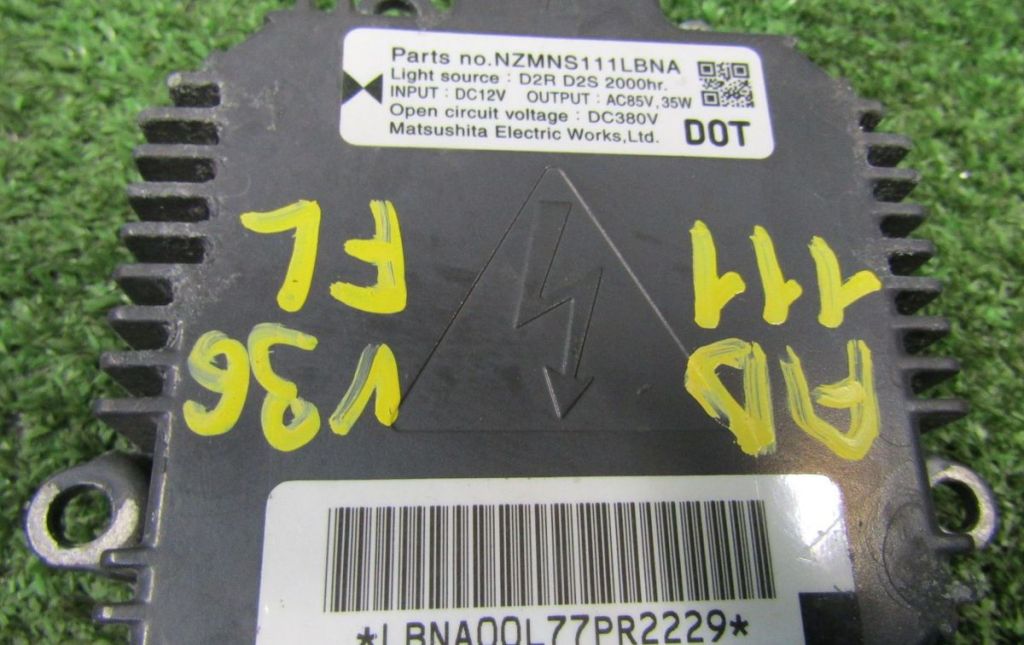 Parts no.NZMNS111LBNA
Light source : D2R D2S 2000hr.
INPUT : DC12V OUTPUT : AC85V,35W
Open circuit voltage : DC380V
Matsushita Electric Works,Ltd. DOT
AD V36
111 FL
*LBNA00L77PR2229*